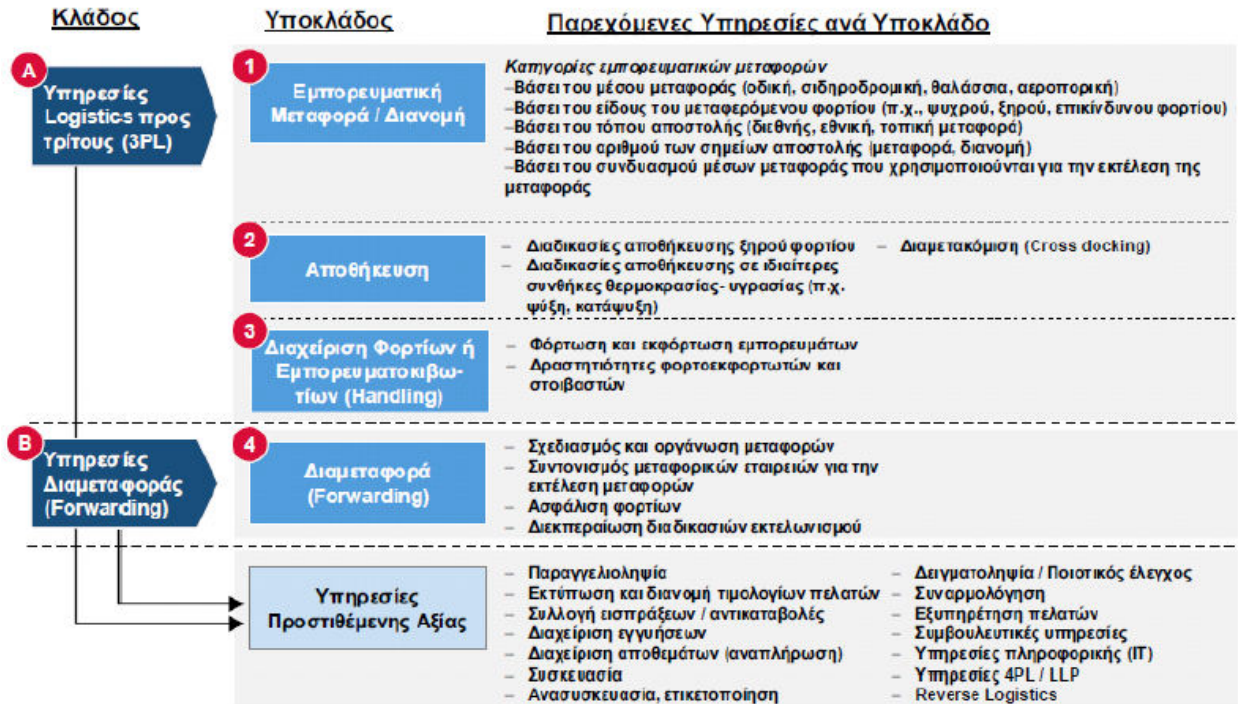 Κλάδος
Υποκλάδος
Παρεχόμενες Υπηρεσίες ανά Υποκλάδο
A
Υπηρεσίες
Logistics προς
τρίτους (3PL)
1
Εμπορευματική
Μεταφορά / Διανομή
Κατηγορίες εμπορευματικών μεταφορών
–Βάσει του μέσου μεταφοράς (οδική, σιδηροδρομική, θαλάσσια, αεροπορική)
–Βάσει του είδους του μεταφερόμενου φορτίου (π.χ., ψυχρού, ξηρού, επικίνδυνου φορτίου)
–Βάσει του τόπου αποστολής (διεθνής, εθνική, τοπική μεταφορά)
–Βάσει του αριθμού των σημείων αποστολής (μεταφορά, διανομή)
–Βάσει του συνδυασμού μέσων μεταφοράς που χρησιμοποιούνται για την εκτέλεση της
μεταφοράς
2
Αποθήκευση
– Διαδικασίες αποθήκευσης ξηρού φορτίου
– Διαδικασίες αποθήκευσης σε ιδιαίτερες
συνθήκες θερμοκρασίας- υγρασίας (π.χ.
ψύξη, κατάψυξη)
– Διαμετακόμιση (Cross docking)
3
Διαχείριση Φορτίων ή
Εμπορευματοκιβω-
τίων (Handling)
– Φόρτωση και εκφόρτωση εμπορευμάτων
– Δραστητιότητες φορτοεκφορτωτών και
στοιβαστών
B
Υπηρεσίες
Διαμεταφοράς
(Forwarding)
4
Διαμεταφορά
(Forwarding)
– Σχεδιασμός και οργάνωση μεταφορών
– Συντονισμός μεταφορικών εταιρειών για την
εκτέλεση μεταφορών
– Ασφάλιση φορτίων
– Διεκπεραίωση διαδικασιών εκτελωνισμού
Υπηρεσίες
Προστιθέμενης Αξίας
– Παραγγελιοληψία
– Εκτύπωση και διανομή τιμολογίων πελατών
– Συλλογή εισπράξεων / αντικαταβολές
– Διαχείριση εγγυήσεων
– Διαχείριση αποθεμάτων (αναπλήρωση)
– Συσκευασία
– Ανασυσκευασία, ετικετοποίηση
– Δειγματοληψία / Ποιοτικός έλεγχος
– Συναρμολόγηση
– Εξυπηρέτηση πελατών
– Συμβουλευτικές υπηρεσίες
– Υπηρεσίες πληροφορικής (IT)
– Υπηρεσίες 4PL / LLP
– Reverse Logistics